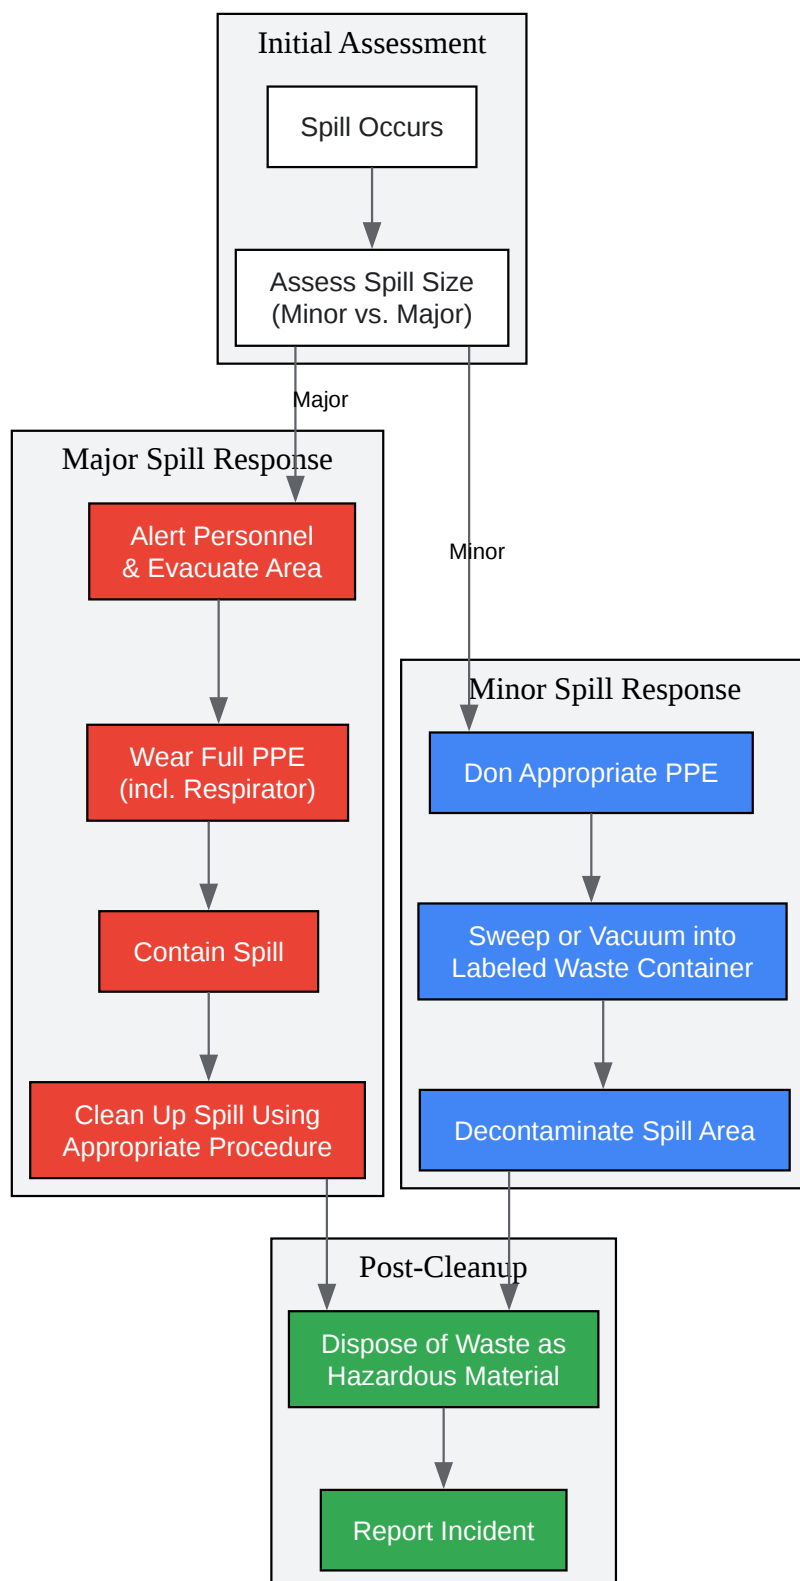 Initial Assessment
Spill Occurs
Assess Spill Size
(Minor vs. Major)
Major
Major Spill Response
Alert Personnel
& Evacuate Area
Wear Full PPE
(incl. Respirator)
Contain Spill
Clean Up Spill Using
Appropriate Procedure
Minor
Minor Spill Response
Don Appropriate PPE
Sweep or Vacuum into
Labeled Waste Container
Decontaminate Spill Area
Post-Cleanup
Dispose of Waste as
Hazardous Material
Report Incident